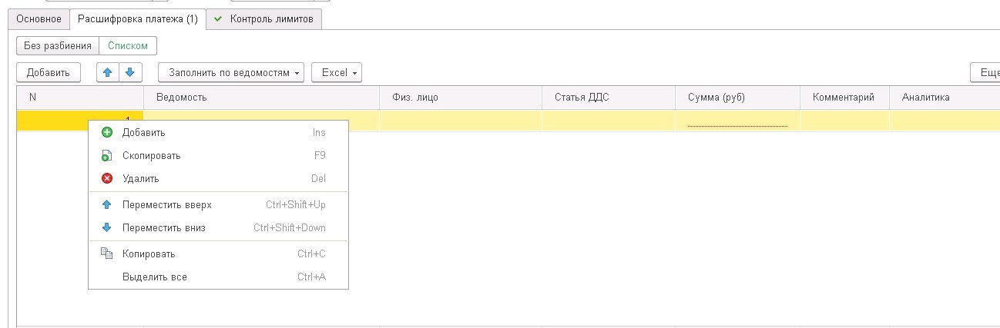 Основное Расшифровка платежа (1) Контроль лимитов
Без разбиения Списком
Добавить Заполнить по ведомостям Excel Еще
N Ведомость Физ. лицо Статья ДДС Сумма (руб) Комментарий Аналитика
1
Добавить Ins
Скопировать F9
Удалить Del
Переместить вверх Ctrl+Shift+Up
Переместить вниз Ctrl+Shift+Down
Копировать Ctrl+C
Выделить все Ctrl+A